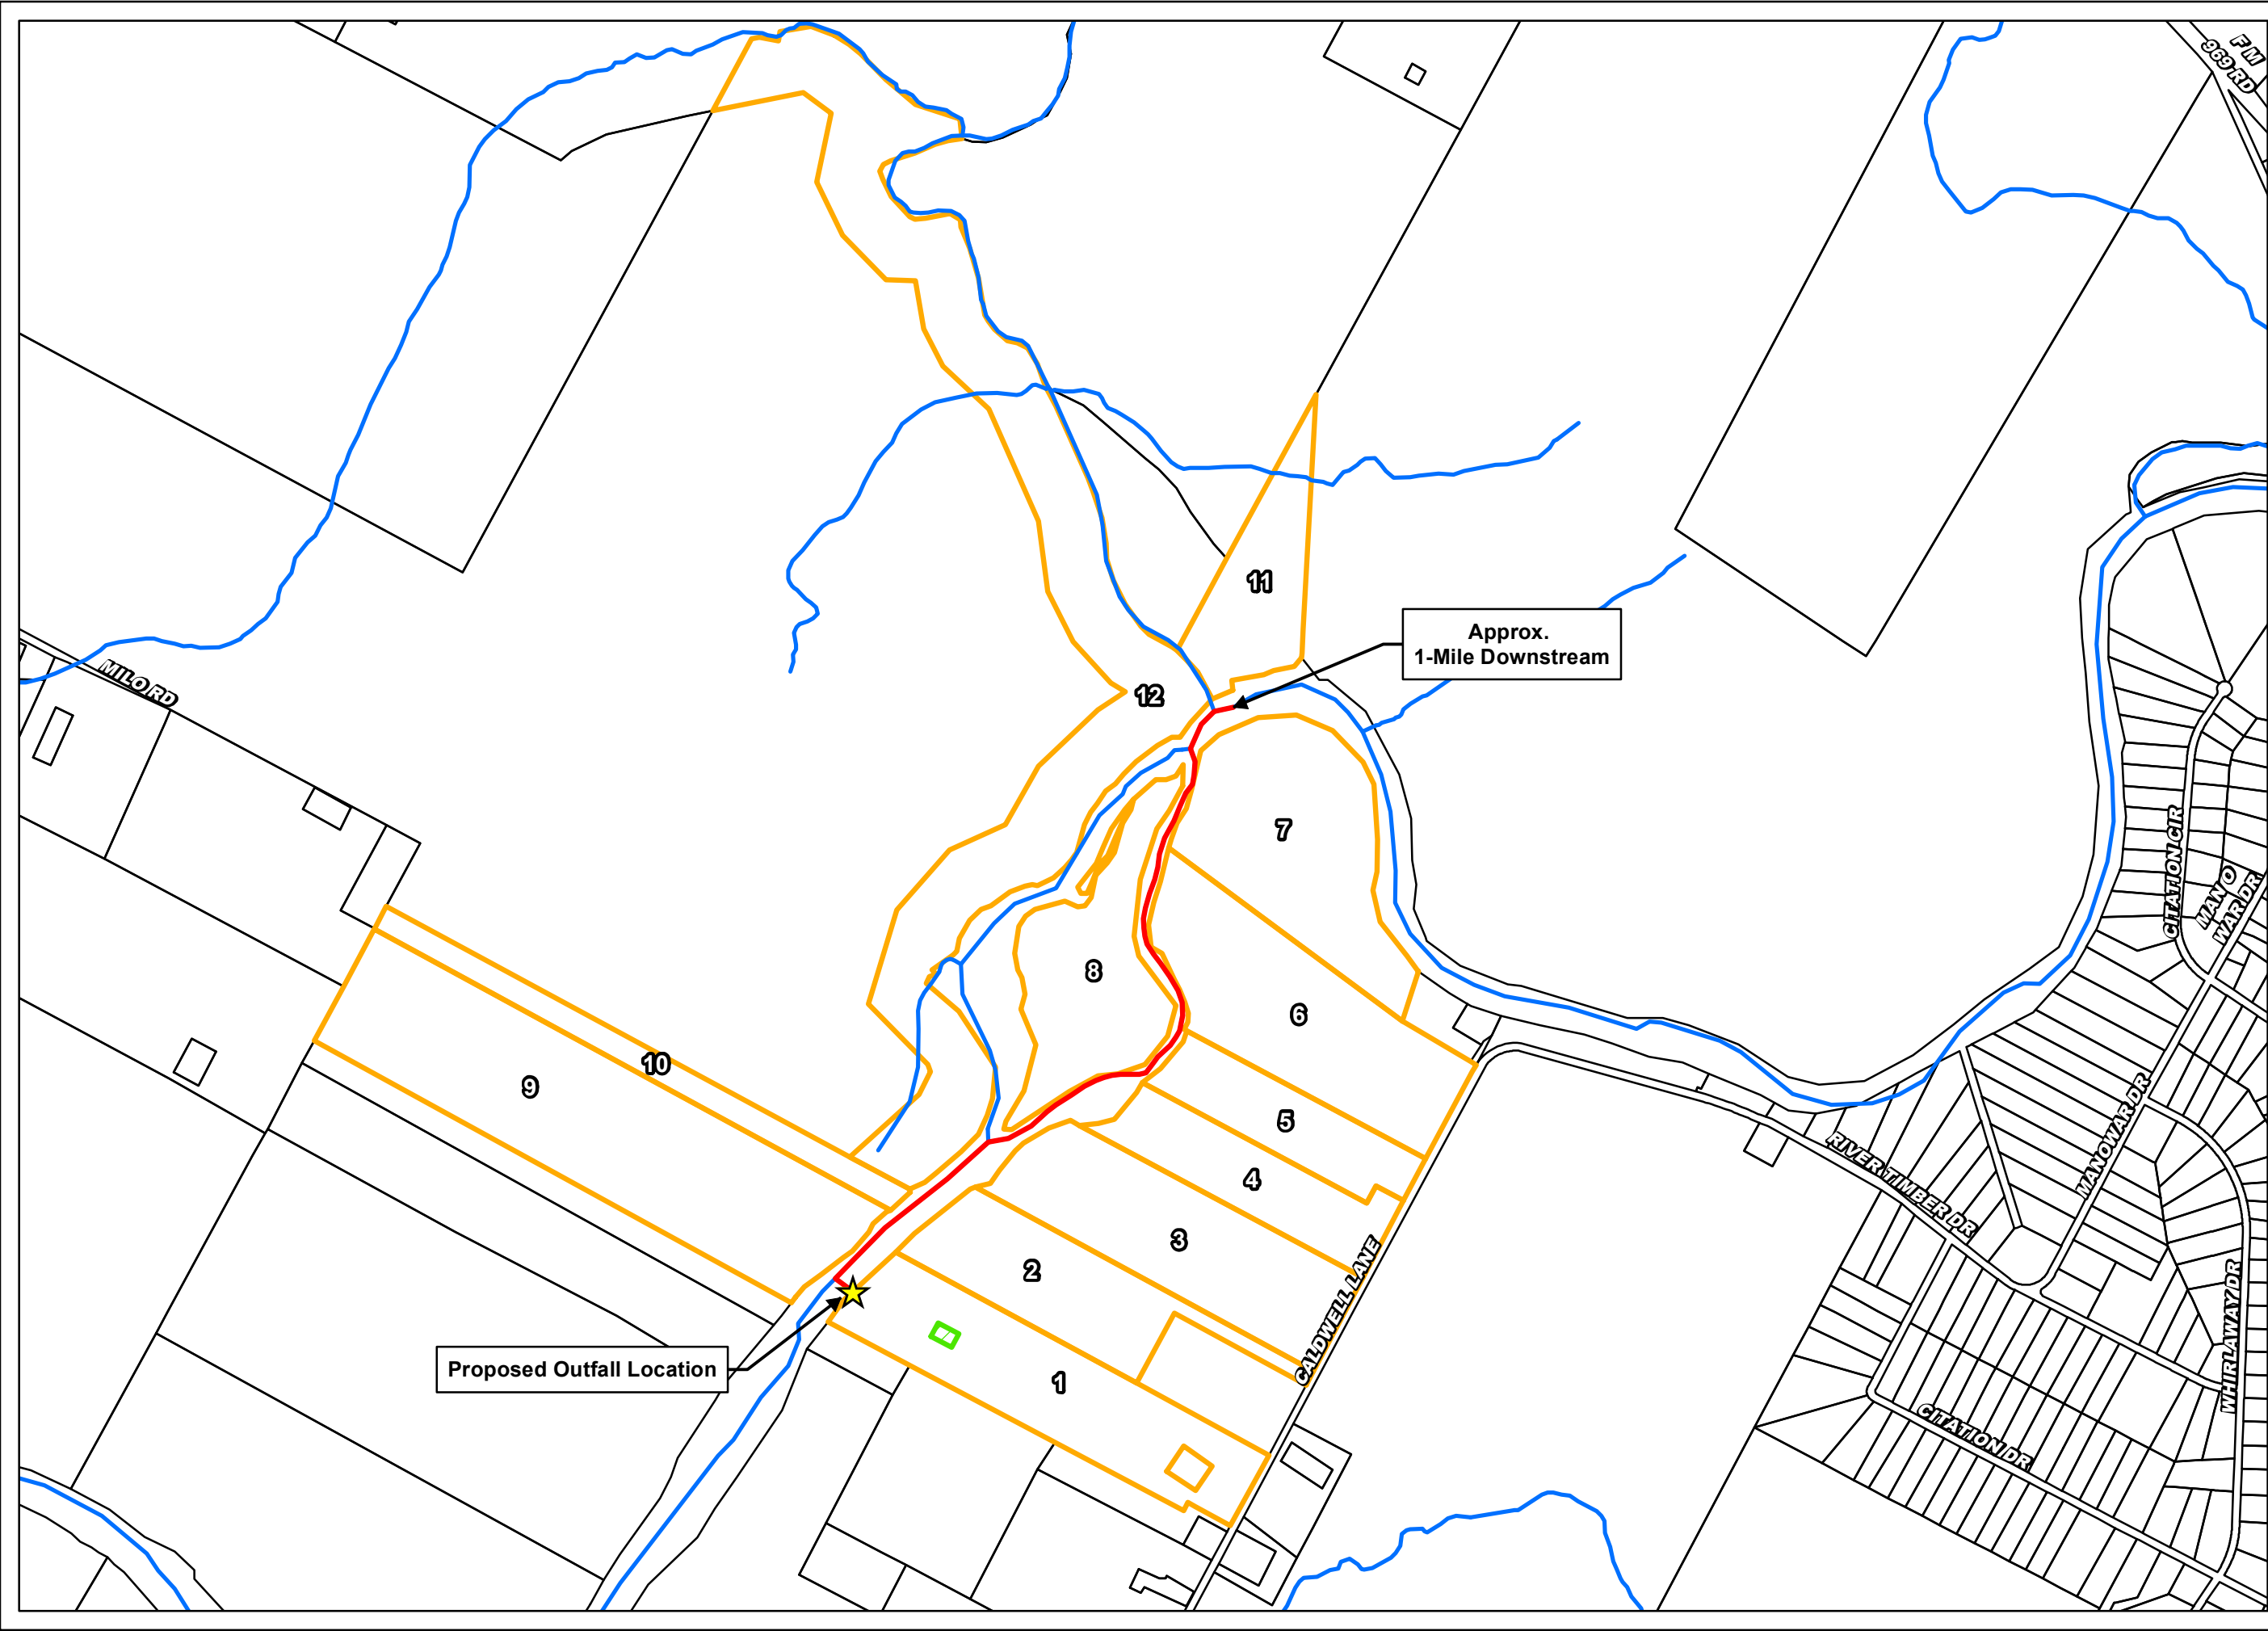 F M
969 RD
11
Approx.
1-Mile Downstream
MILO RD
12
7
CITATION CIR
MAN O
WAR DR
8
6
10
9
5
MANOWAR DR
4
RIVER TIMBER DR
3
2
CALDWELL LANE
WHIRLAWAY DR
Proposed Outfall Location
1
CITATION DR